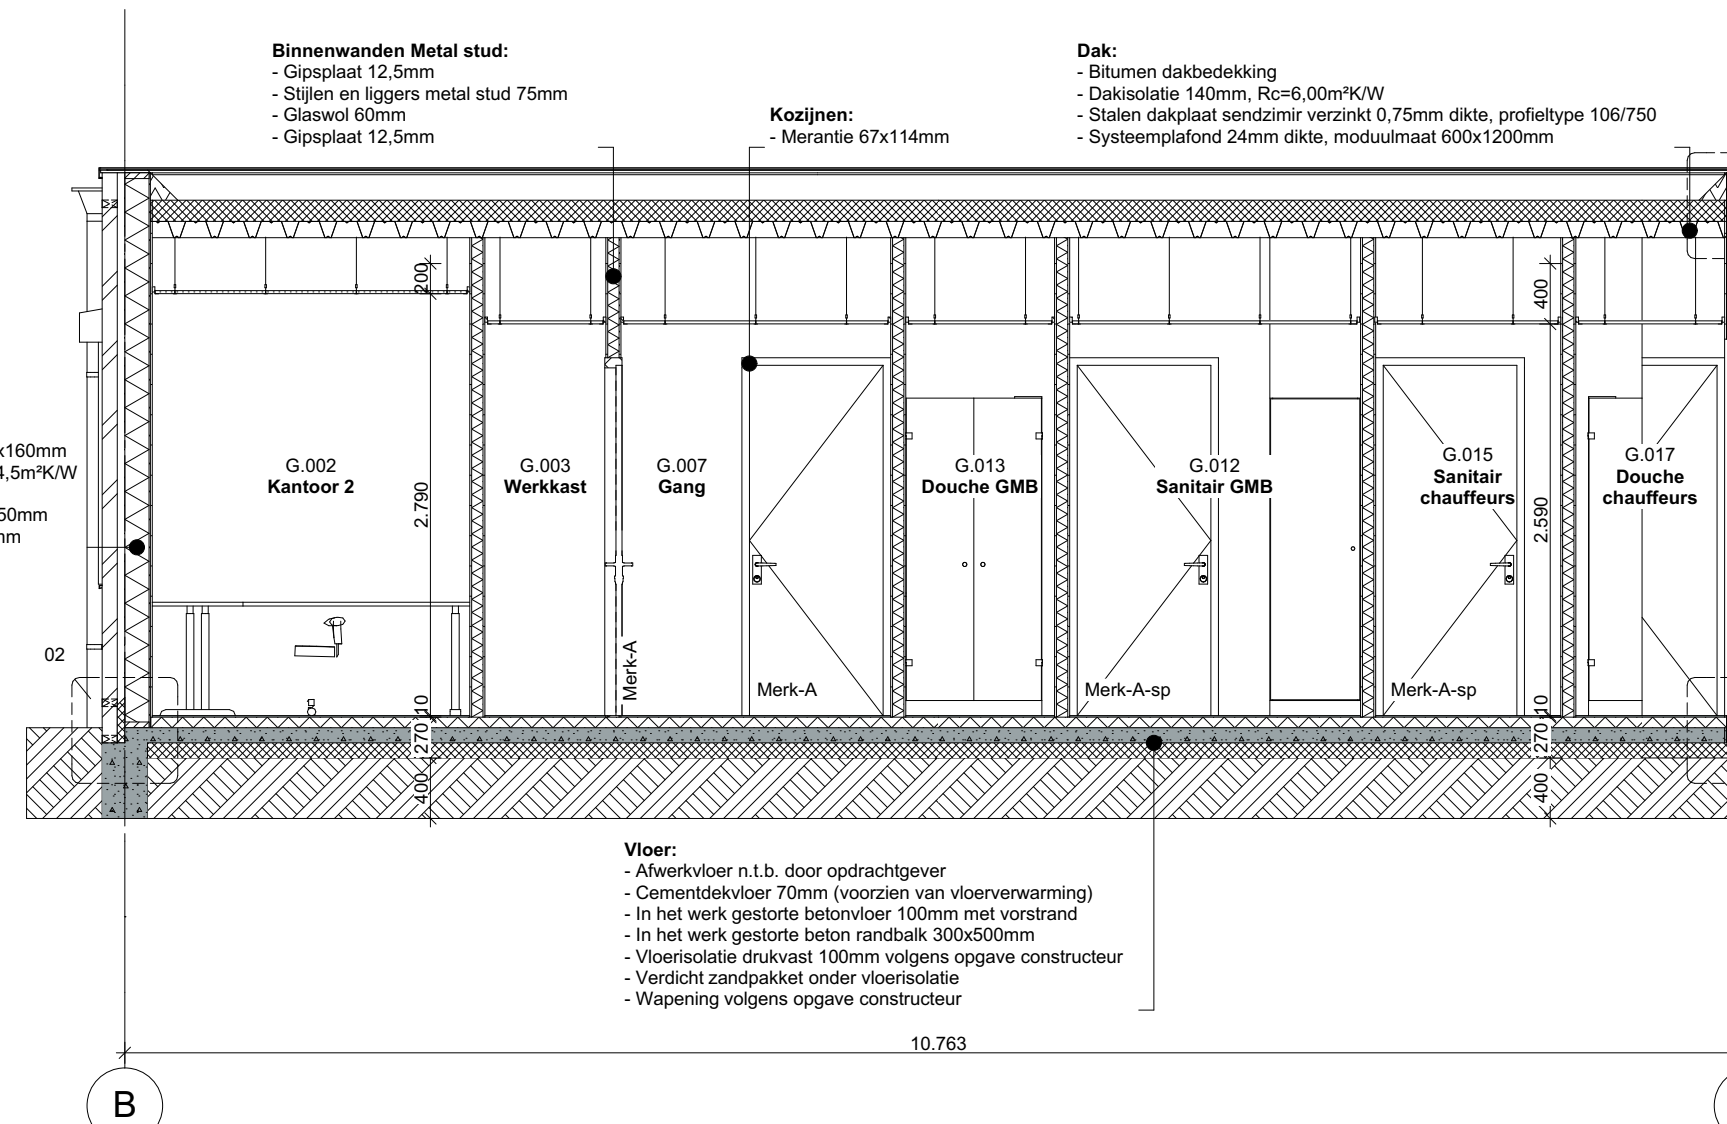 Binnenwanden Metal stud:
- Gipsplaat 12,5mm
- Stijlen en liggers metal stud 75mm
- Glaswol 60mm
- Gipsplaat 12,5mm
Kozijnen:
- Merantie 67x114mm
Dak:
- Bitumen dakbedekking
- Dakisolatie 140mm, Rc=6,00m²K/W
- Stalen dakplaat sendzimir verzinkt 0,75mm dikte, profieltype 106/750
- Systeemplafond 24mm dikte, moduulmaat 600x1200mm
200
400
x160mm
4,5m²K/W
50mm
nm
G.002
Kantoor 2
G.003
Werkkast
G.007
Gang
G.013
Douche GMB
G.012
Sanitair GMB
G.015
Sanitair
chauffeurs
G.017
Douche
chauffeurs
2.790
2.590
02
Merk-A
Merk-A
Merk-A-sp
Merk-A-sp
10
270
400
10
270
400
Vloer:
- Afwerkvloer n.t.b. door opdrachtgever
- Cementdekvloer 70mm (voorzien van vloerverwarming)
- In het werk gestorte betonvloer 100mm met vorstrand
- In het werk gestorte beton randbalk 300x500mm
- Vloerisolatie drukvast 100mm volgens opgave constructeur
- Verdicht zandpakket onder vloerisolatie
- Wapening volgens opgave constructeur
10.763
B